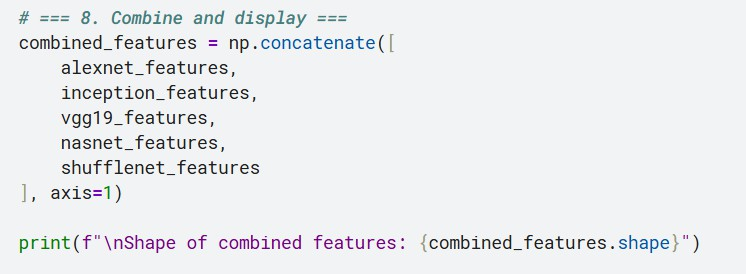 # === 8. Combine and display ===
combined_features = np.concatenate([
    alexnet_features,
    inception_features,
    vgg19_features,
    nasnet_features,
    shufflenet_features
], axis=1)

print(f"\nShape of combined features: {combined_features.shape}")